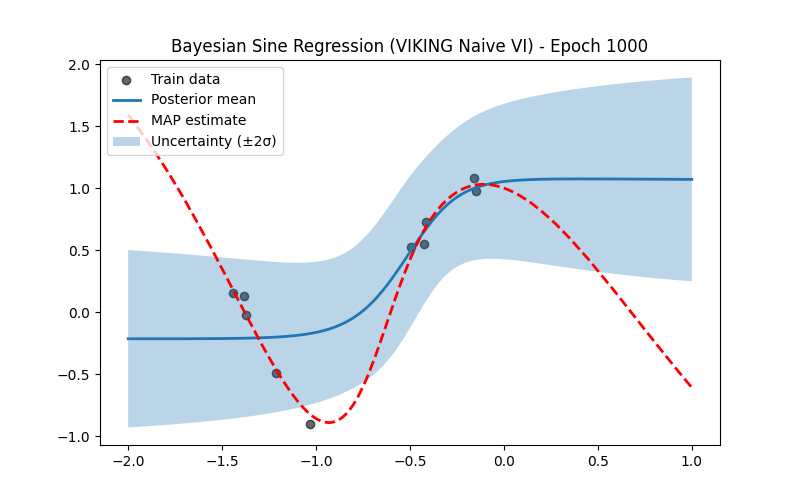 Bayesian Sine Regression (VIKING Naive VI) - Epoch 1000
2.0
1.5
1.0
0.5
0.0
−0.5
−1.0
Train data
Posterior mean
MAP estimate
Uncertainty (±2σ)
−2.0 −1.5 −1.0 −0.5 0.0 0.5 1.0